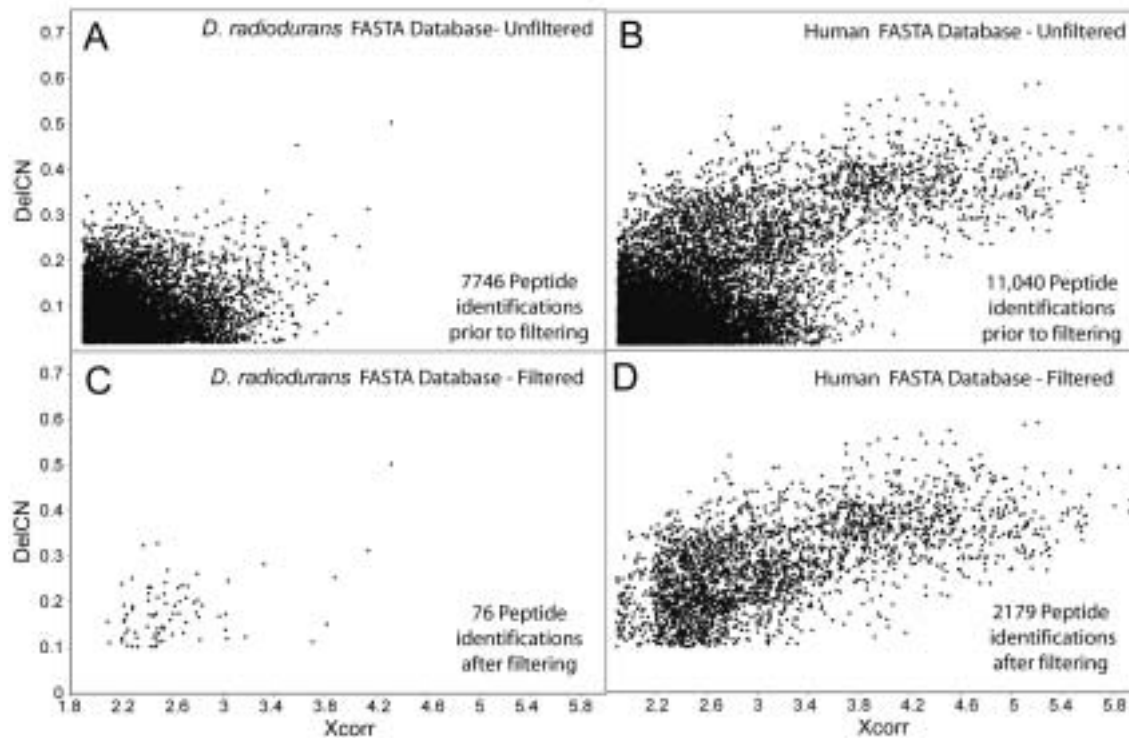 A
D. radiodurans FASTA Database- Unfiltered
0.7
0.6
0.5
0.4
0.3
0.2
0.1
DelCN
7746 Peptide
identifications
prior to filtering
B
Human FASTA Database - Unfiltered
11,040 Peptide
identifications
prior to filtering
C
D. radiodurans FASTA Database - Filtered
0.7
0.6
0.5
0.4
0.3
0.2
0.1
0
DelCN
76 Peptide
identifications
after filtering
1.8 2.2 2.6 3 3.4 3.8 4.2 4.6 5 5.4 5.8
Xcorr
D
Human FASTA Database - Filtered
2179 Peptide
identifications
after filtering
2.2 2.6 3 3.4 3.8 4.2 4.6 5 5.4 5.8
Xcorr